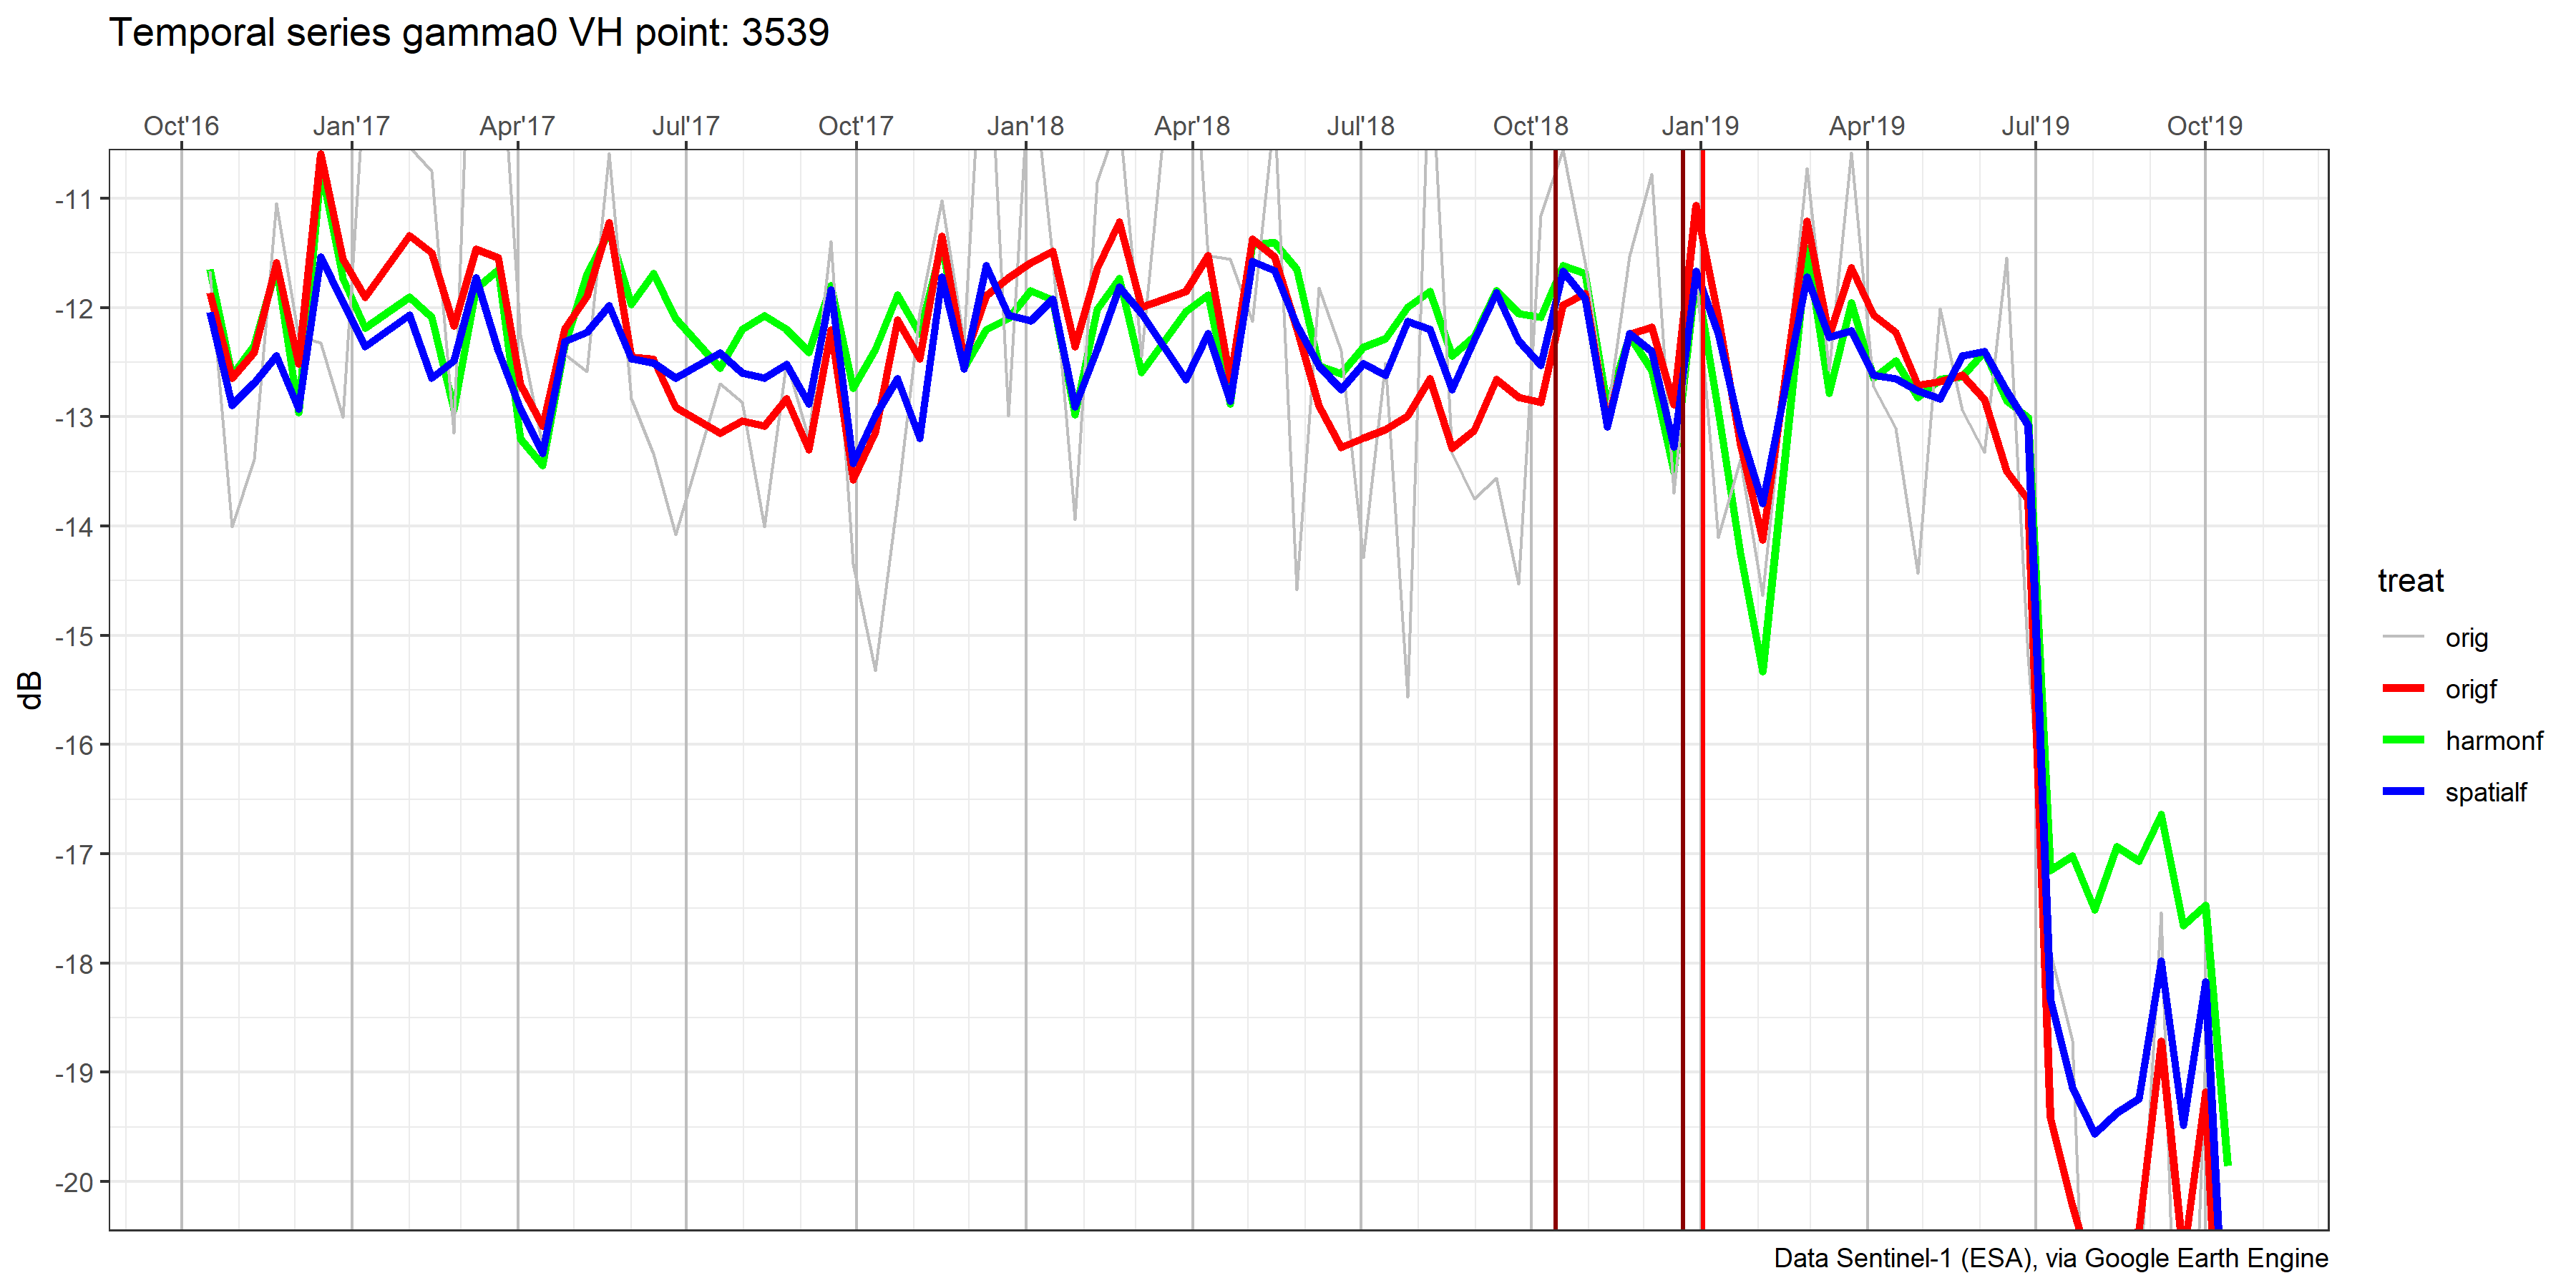 Temporal series gamma0 VH point: 3539
Oct'16 Jan'17 Apr'17 Jul'17 Oct'17 Jan'18 Apr'18 Jul'18 Oct'18 Jan'19 Apr'19 Jul'19 Oct'19
-11
-12
-13
-14
-15
-16
-17
-18
-19
-20
dB
treat
orig
origf
harmonf
spatialf
Data Sentinel-1 (ESA), via Google Earth Engine